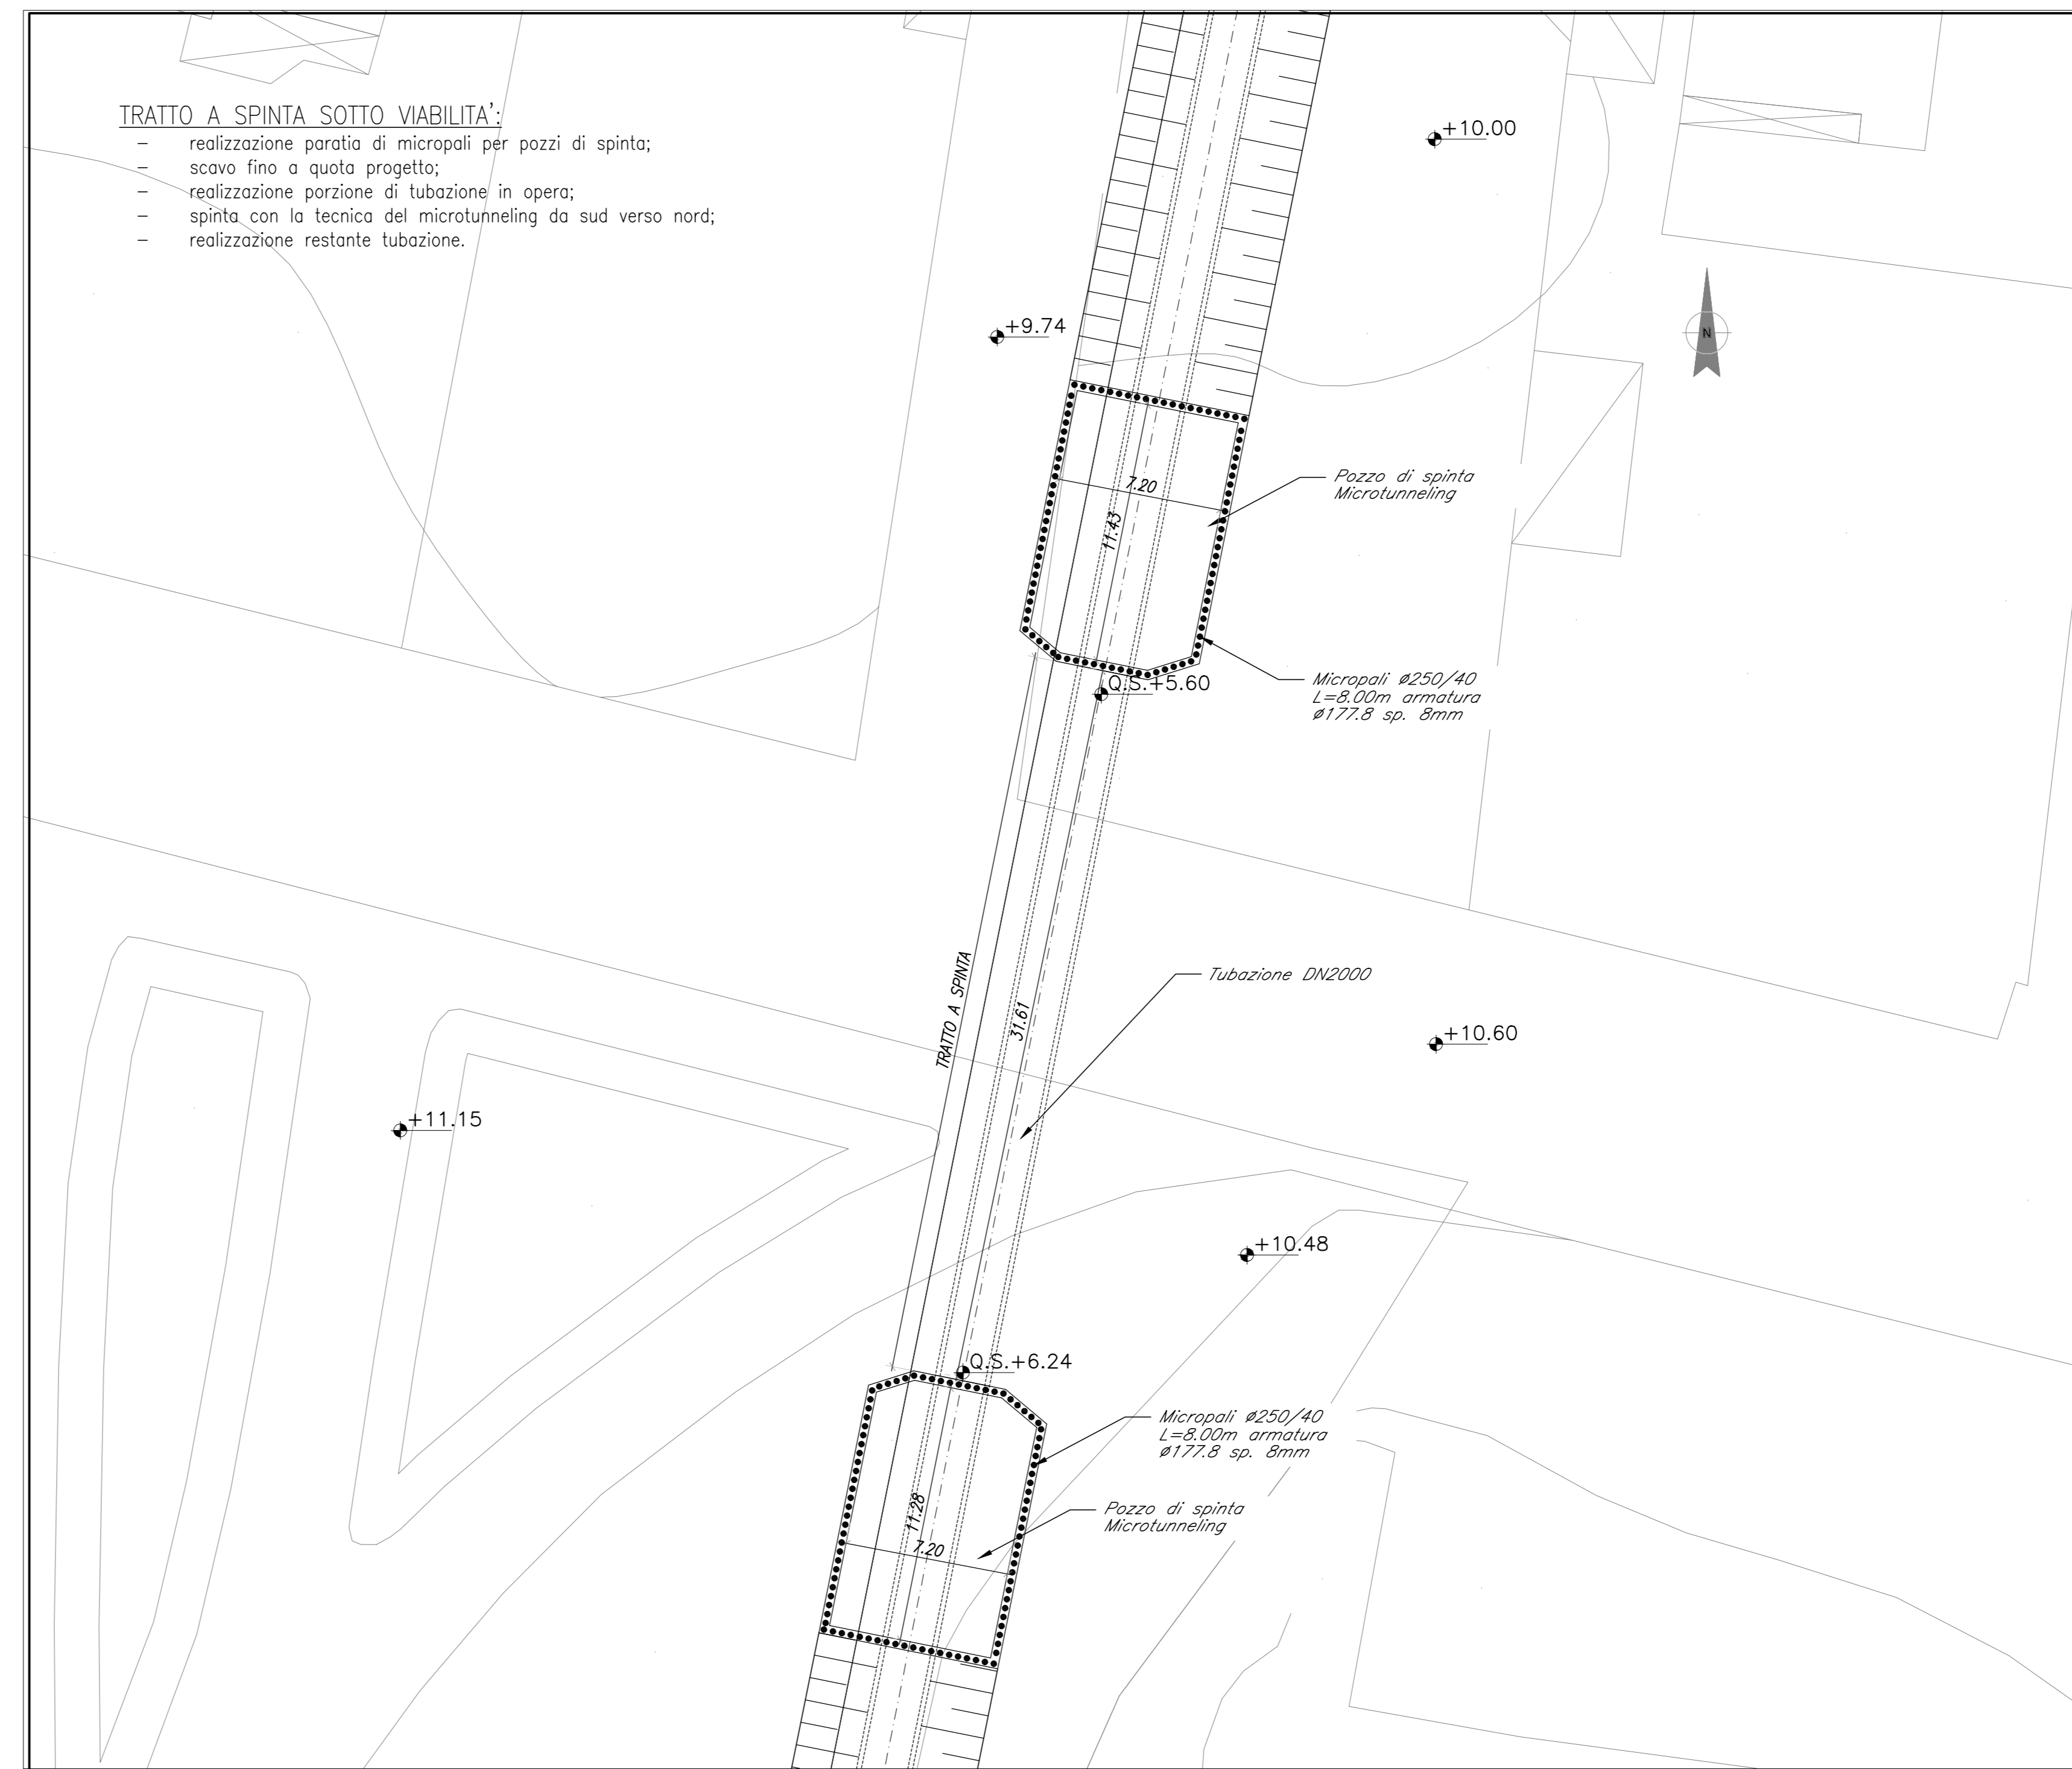 TRATTO A SPINTA SOTTO VIABILITA':
- realizzazione paratia di micropali per pozzi di spinta;
- scavo fino a quota progetto;
- realizzazione porzione di tubazione in opera;
- spinta con la tecnica del microtunneling da sud verso nord;
- realizzazione restante tubazione.
+10.00
+9.74
N
Pozzo di spinta
Microtunneling
7.20
11.43
Micropali ø250/40
L=8.00m armatura
ø177.8 sp. 8mm
Q.S.+5.60
TRATTO A SPINTA
31.61
Tubazione DN2000
+10.60
+11.15
+10.48
Q.S.+6.24
Micropali ø250/40
L=8.00m armatura
ø177.8 sp. 8mm
11.28
7.20
Pozzo di spinta
Microtunneling